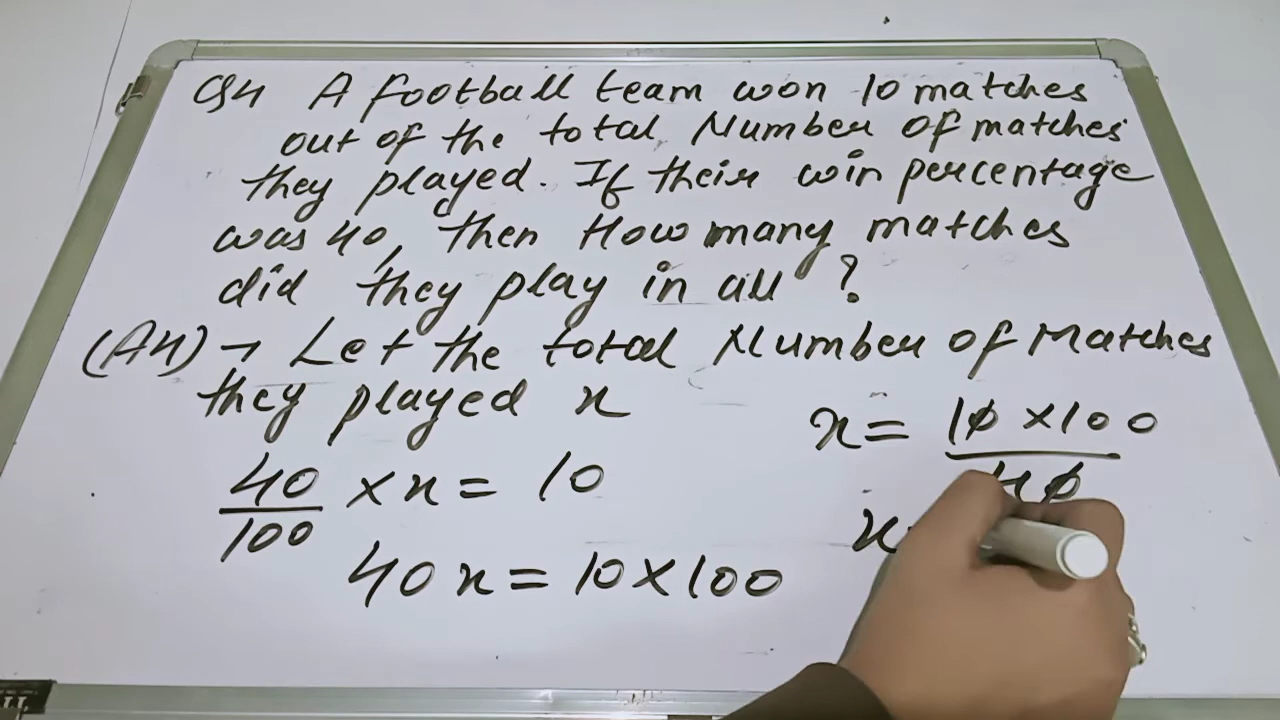 Q4 A football team won 10 matches
out of the total Number of matches
they played. If their win percentage
was 40, then How many matches
did they play in all ?
(A4) → Let the total Number of Matches
they played x
40/100 × x = 10
40 x = 10 × 100
x = 10 × 100 / 40
x